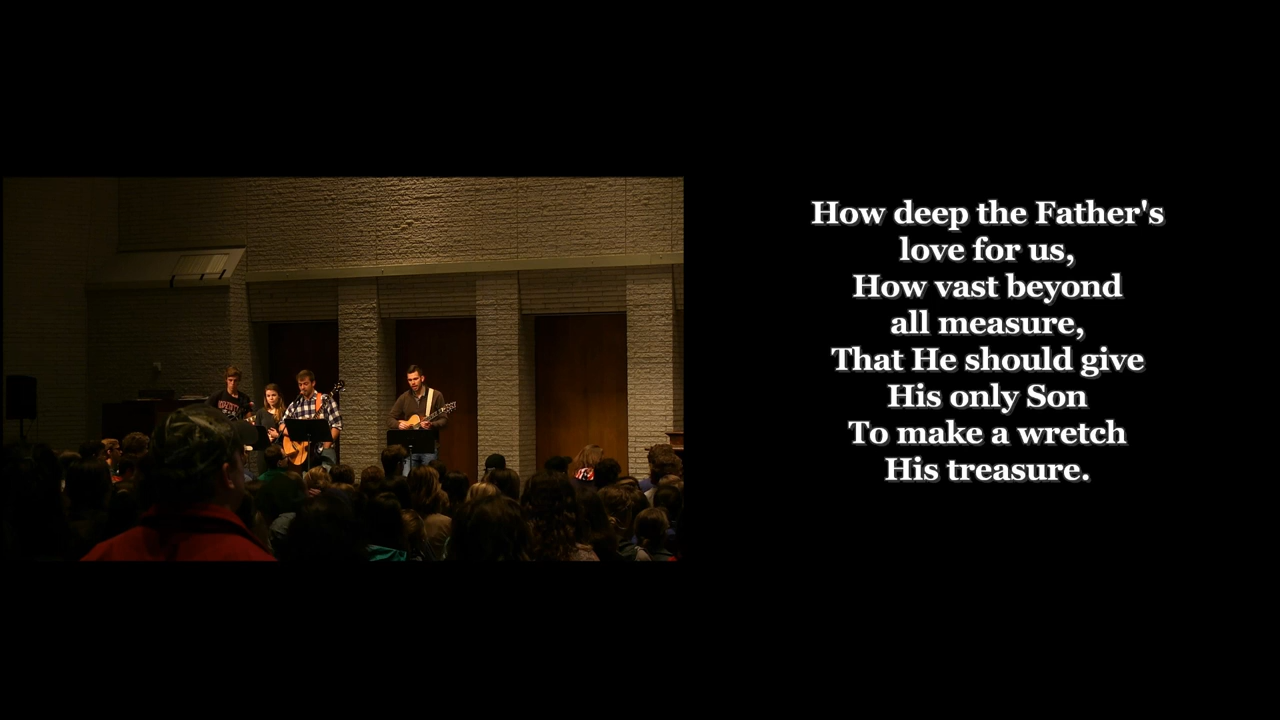 How deep the Father's
love for us,
How vast beyond
all measure,
That He should give
His only Son
To make a wretch
His treasure.